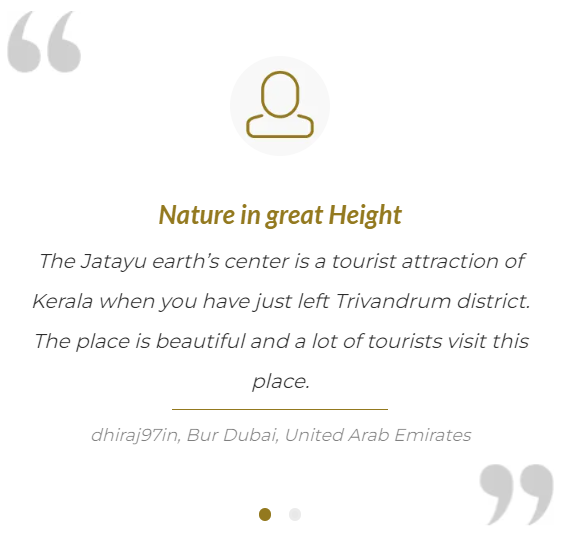 Nature in great Height
The Jatayu earth’s center is a tourist attraction of
Kerala when you have just left Trivandrum district.
The place is beautiful and a lot of tourists visit this
place.
dhiraj97in, Bur Dubai, United Arab Emirates